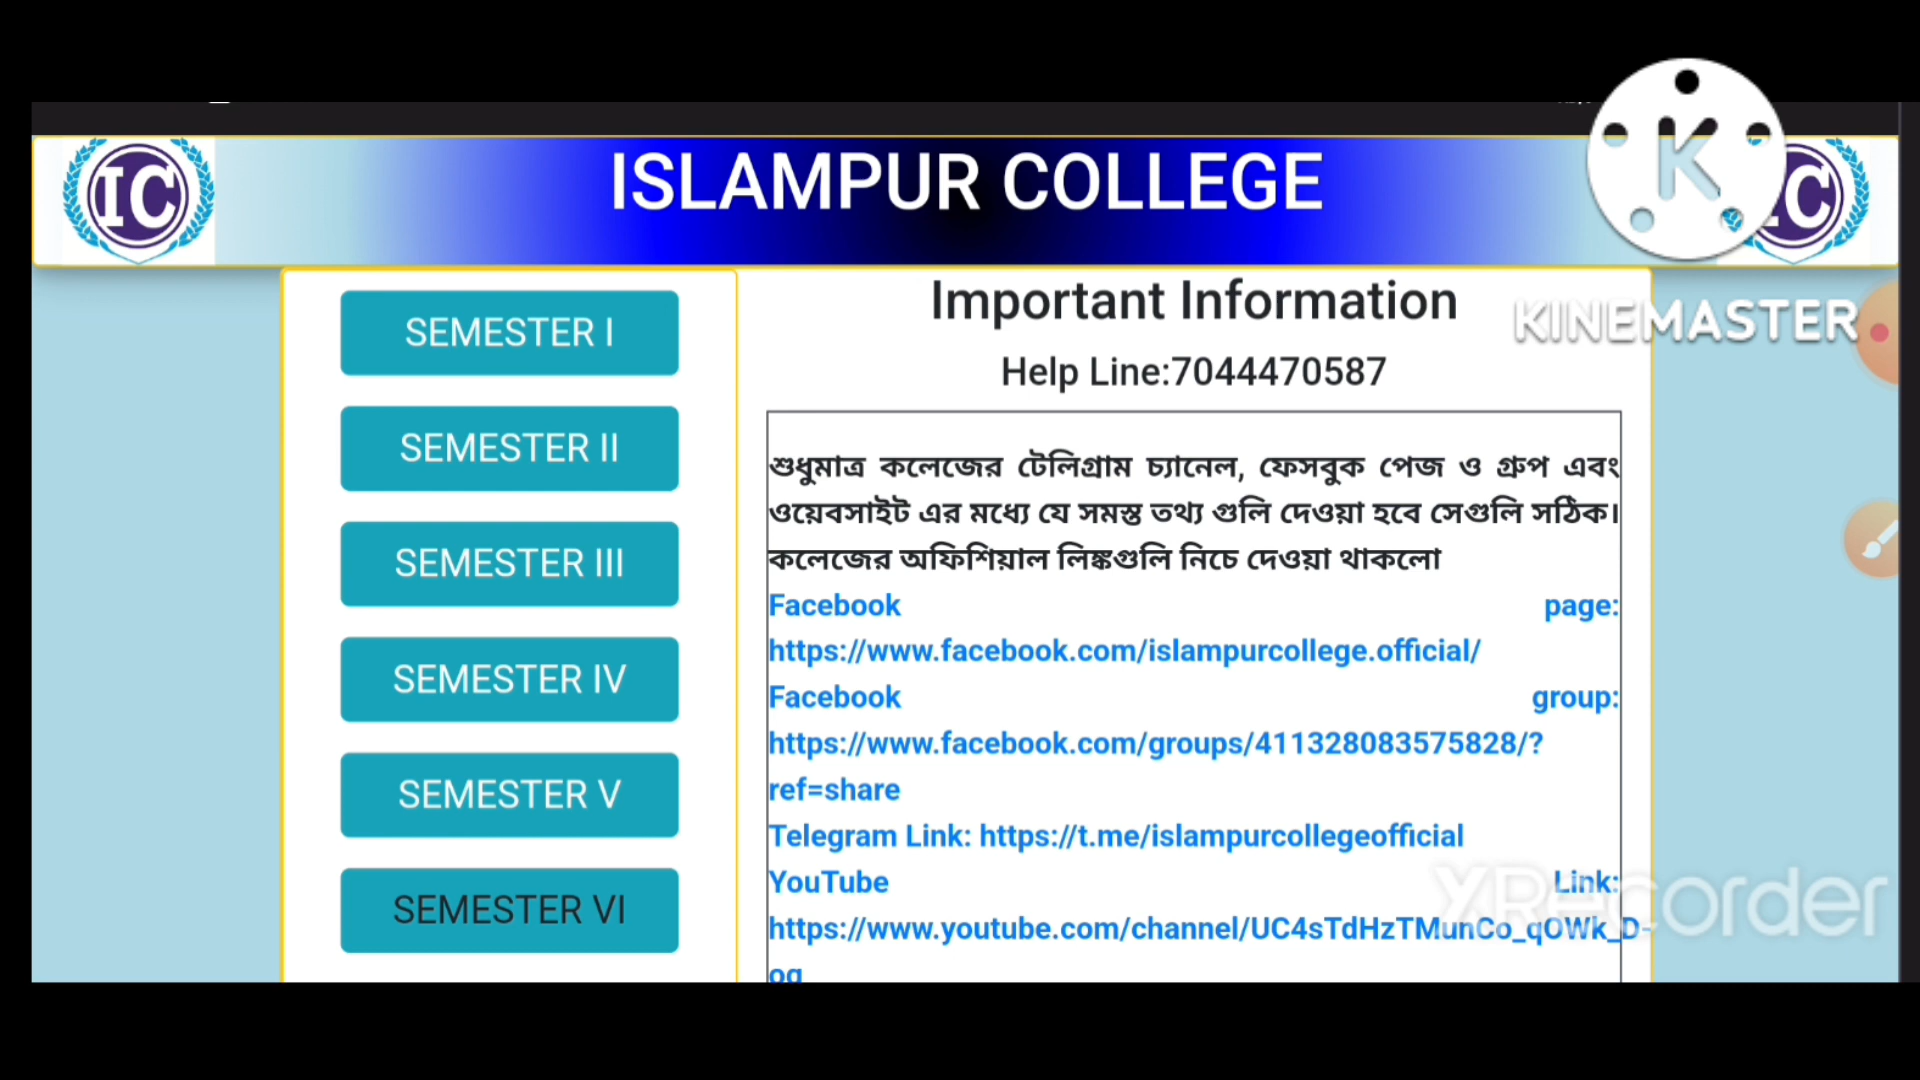 ISLAMPUR COLLEGE
IC
K
KINEMASTER
SEMESTER I
SEMESTER II
SEMESTER III
SEMESTER IV
SEMESTER V
SEMESTER VI
Important Information
Help Line:7044470587
শুধুমাত্র কলেজের টেলিগ্রাম চ্যানেল, ফেসবুক পেজ ও গ্রুপ এবং
ওয়েবসাইট এর মধ্যে যে সমস্ত তথ্য গুলি দেওয়া হবে সেগুলি সঠিক।
কলেজের অফিশিয়াল লিঙ্কগুলি নিচে দেওয়া থাকলো
Facebook page:
https://www.facebook.com/islampurcollege.official/
Facebook group:
https://www.facebook.com/groups/411328083575828/?
ref=share
Telegram Link: https://t.me/islampurcollegeofficial
YouTube Link:
https://www.youtube.com/channel/UC4sTdHzTMunCo_qOWk_D-
XRecorder